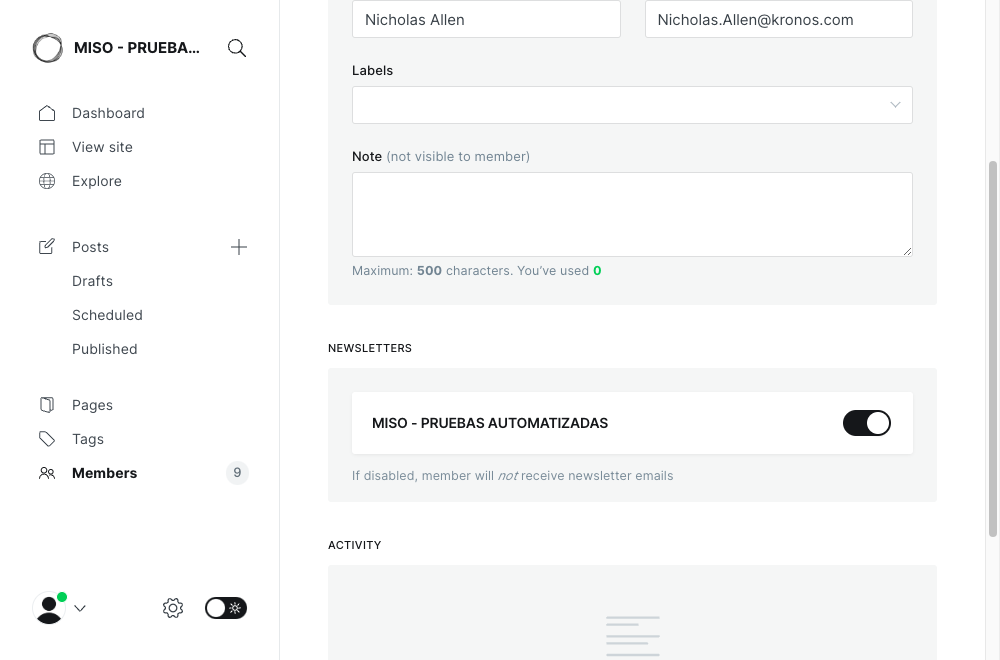 MISO - PRUEBA...
Dashboard
View site
Explore
Posts
Drafts
Scheduled
Published
Pages
Tags
Members 9
Nicholas Allen
Nicholas.Allen@kronos.com
Labels
Note (not visible to member)
Maximum: 500 characters. You’ve used 0
NEWSLETTERS
MISO - PRUEBAS AUTOMATIZADAS
If disabled, member will not receive newsletter emails
ACTIVITY